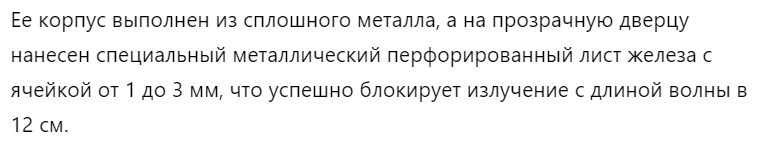 Ее корпус выполнен из сплошного металла, а на прозрачную дверцу
нанесен специальный металлический перфорированный лист железа с
ячейкой от 1 до 3 мм, что успешно блокирует излучение с длиной волны в
12 см.